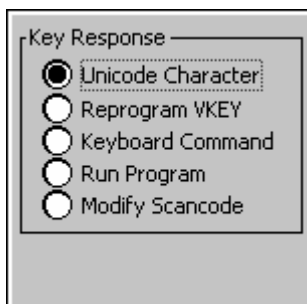 Key Response
Unicode Character
Reprogram VKEY
Keyboard Command
Run Program
Modify Scancode